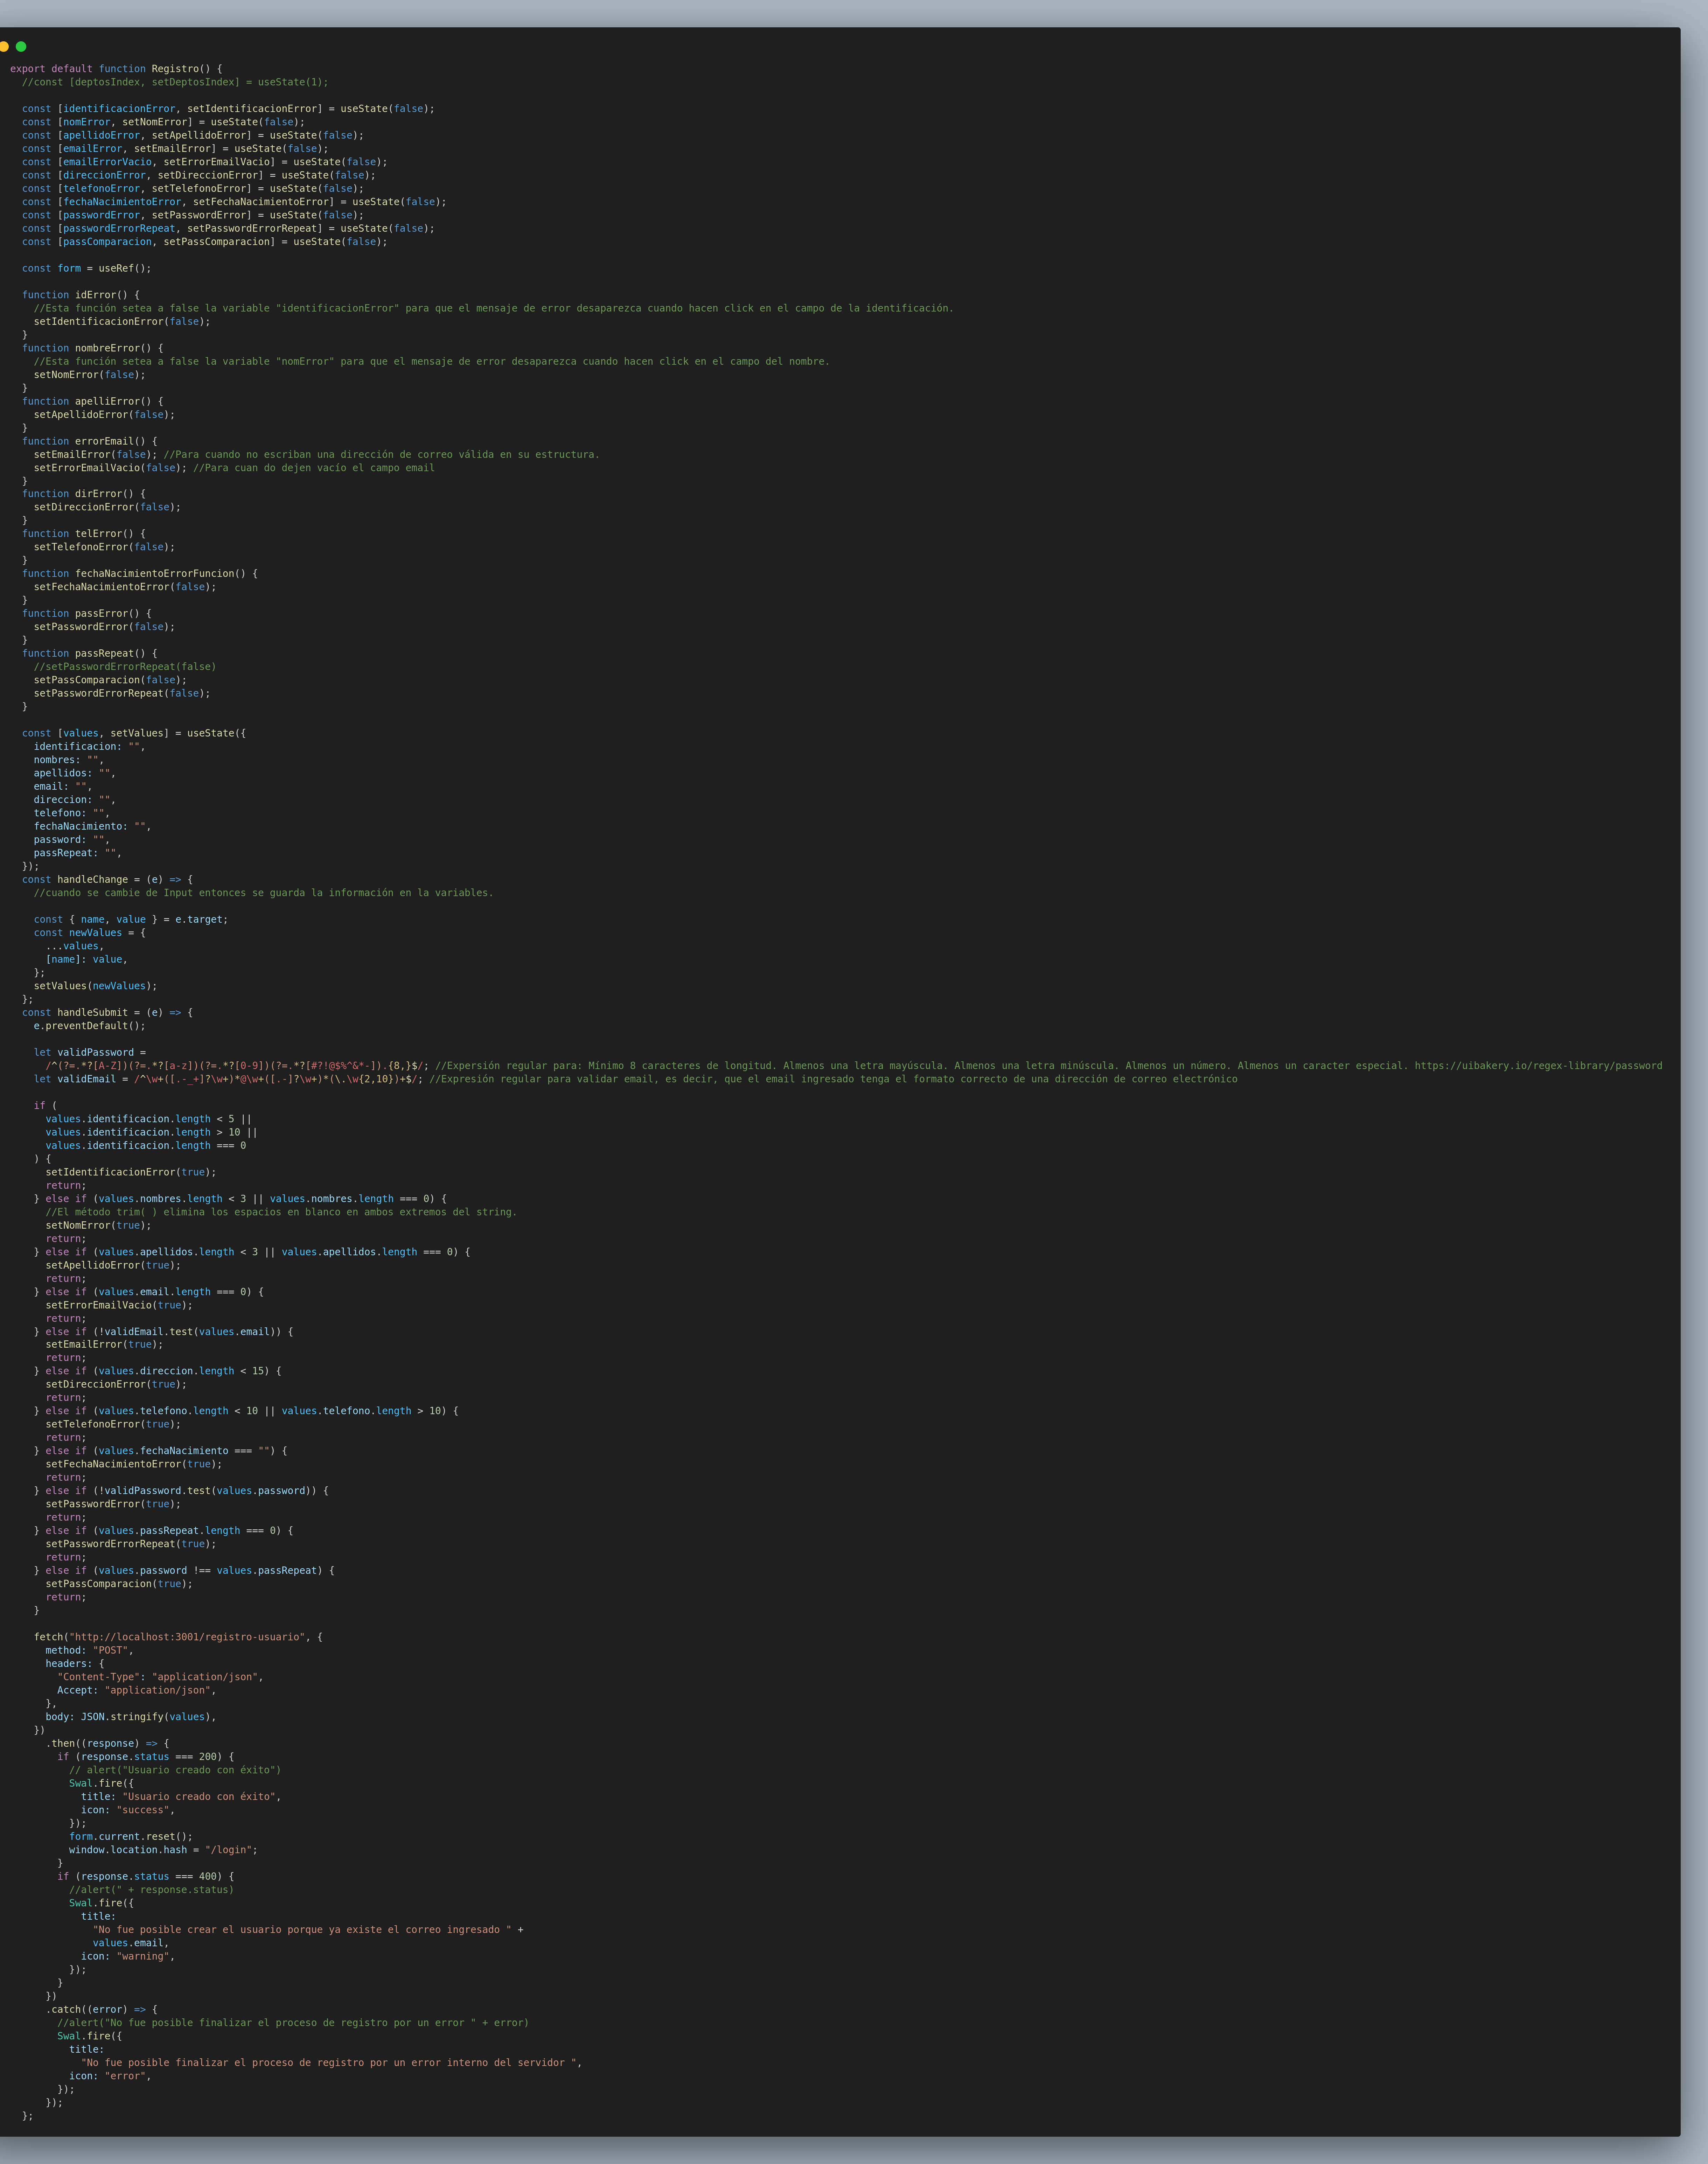 export default function Registro() {
  //const [deptosIndex, setDeptosIndex] = useState(1);

  const [identificacionError, setIdentificacionError] = useState(false);
  const [nomError, setNomError] = useState(false);
  const [apellidoError, setApellidoError] = useState(false);
  const [emailError, setEmailError] = useState(false);
  const [emailErrorVacio, setErrorEmailVacio] = useState(false);
  const [direccionError, setDireccionError] = useState(false);
  const [telefonoError, setTelefonoError] = useState(false);
  const [fechaNacimientoError, setFechaNacimientoError] = useState(false);
  const [passwordError, setPasswordError] = useState(false);
  const [passwordErrorRepeat, setPasswordErrorRepeat] = useState(false);
  const [passComparacion, setPassComparacion] = useState(false);

  const form = useRef();

  function idError() {
    //Esta función setea a false la variable "identificacionError" para que el mensaje de error desaparezca cuando hacen click en el campo de la identificación.
    setIdentificacionError(false);
  }
  function nombreError() {
    //Esta función setea a false la variable "nomError" para que el mensaje de error desaparezca cuando hacen click en el campo del nombre.
    setNomError(false);
  }
  function apelliError() {
    setApellidoError(false);
  }
  function errorEmail() {
    setEmailError(false); //Para cuando no escriban una dirección de correo válida en su estructura.
    setErrorEmailVacio(false); //Para cuan do dejen vacío el campo email
  }
  function dirError() {
    setDireccionError(false);
  }
  function telError() {
    setTelefonoError(false);
  }
  function fechaNacimientoErrorFuncion() {
    setFechaNacimientoError(false);
  }
  function passError() {
    setPasswordError(false);
  }
  function passRepeat() {
    //setPasswordErrorRepeat(false)
    setPassComparacion(false);
    setPasswordErrorRepeat(false);
  }

  const [values, setValues] = useState({
    identificacion: "",
    nombres: "",
    apellidos: "",
    email: "",
    direccion: "",
    telefono: "",
    fechaNacimiento: "",
    password: "",
    passRepeat: "",
  });
  const handleChange = (e) => {
    //cuando se cambie de Input entonces se guarda la información en la variables.

    const { name, value } = e.target;
    const newValues = {
      ...values,
      [name]: value,
    };
    setValues(newValues);
  };
  const handleSubmit = (e) => {
    e.preventDefault();

    let validPassword =
      /^(?=.*?[A-Z])(?=.*?[a-z])(?=.*?[0-9])(?=.*?[#?!@$%^&*-]).{8,}$/; //Expersión regular para: Mínimo 8 caracteres de longitud. Almenos una letra mayúscula. Almenos una letra minúscula. Almenos un número. Almenos un caracter especial. https://uibakery.io/regex-library/password
    let validEmail = /^\w+([.-_+]?\w+)*@\w+([.-]?\w+)*(\.\w{2,10})+$/; //Expresión regular para validar email, es decir, que el email ingresado tenga el formato correcto de una dirección de correo electrónico

    if (
      values.identificacion.length < 5 ||
      values.identificacion.length > 10 ||
      values.identificacion.length === 0
    ) {
      setIdentificacionError(true);
      return;
    } else if (values.nombres.length < 3 || values.nombres.length === 0) {
      //El método trim( ) elimina los espacios en blanco en ambos extremos del string.
      setNomError(true);
      return;
    } else if (values.apellidos.length < 3 || values.apellidos.length === 0) {
      setApellidoError(true);
      return;
    } else if (values.email.length === 0) {
      setErrorEmailVacio(true);
      return;
    } else if (!validEmail.test(values.email)) {
      setEmailError(true);
      return;
    } else if (values.direccion.length < 15) {
      setDireccionError(true);
      return;
    } else if (values.telefono.length < 10 || values.telefono.length > 10) {
      setTelefonoError(true);
      return;
    } else if (values.fechaNacimiento === "") {
      setFechaNacimientoError(true);
      return;
    } else if (!validPassword.test(values.password)) {
      setPasswordError(true);
      return;
    } else if (values.passRepeat.length === 0) {
      setPasswordErrorRepeat(true);
      return;
    } else if (values.password !== values.passRepeat) {
      setPassComparacion(true);
      return;
    }

    fetch("http://localhost:3001/registro-usuario", {
      method: "POST",
      headers: {
        "Content-Type": "application/json",
        Accept: "application/json",
      },
      body: JSON.stringify(values),
    })
      .then((response) => {
        if (response.status === 200) {
          // alert("Usuario creado con éxito")
          Swal.fire({
            title: "Usuario creado con éxito",
            icon: "success",
          });
          form.current.reset();
          window.location.hash = "/login";
        }
        if (response.status === 400) {
          //alert(" + response.status)
          Swal.fire({
            title:
              "No fue posible crear el usuario porque ya existe el correo ingresado " +
              values.email,
            icon: "warning",
          });
        }
      })
      .catch((error) => {
        //alert("No fue posible finalizar el proceso de registro por un error " + error)
        Swal.fire({
          title:
            "No fue posible finalizar el proceso de registro por un error interno del servidor ",
          icon: "error",
        });
      });
  };